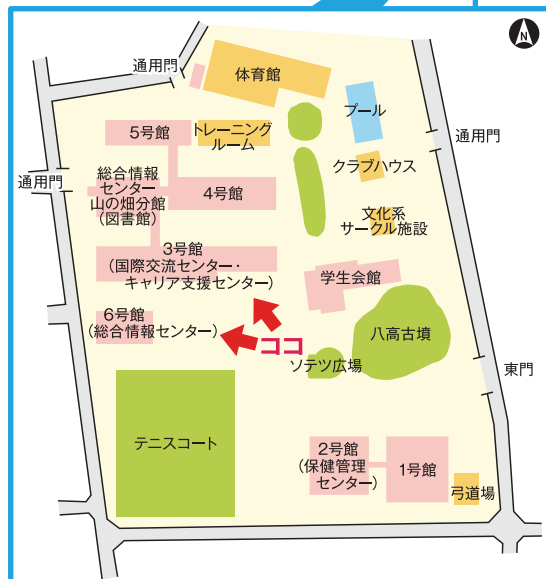 N
通用門
体育館
プール
5号館
トレーニング
ルーム
通用門
クラブハウス
通用門
総合情報
センター
山の畑分館
(図書館)
4号館
文化系
サークル施設
3号館
(国際交流センター・
キャリア支援センター)
学生会館
6号館
(総合情報センター)
ココ
八高古墳
ソテツ広場
東門
テニスコート
2号館
(保健管理
センター)
1号館
弓道場